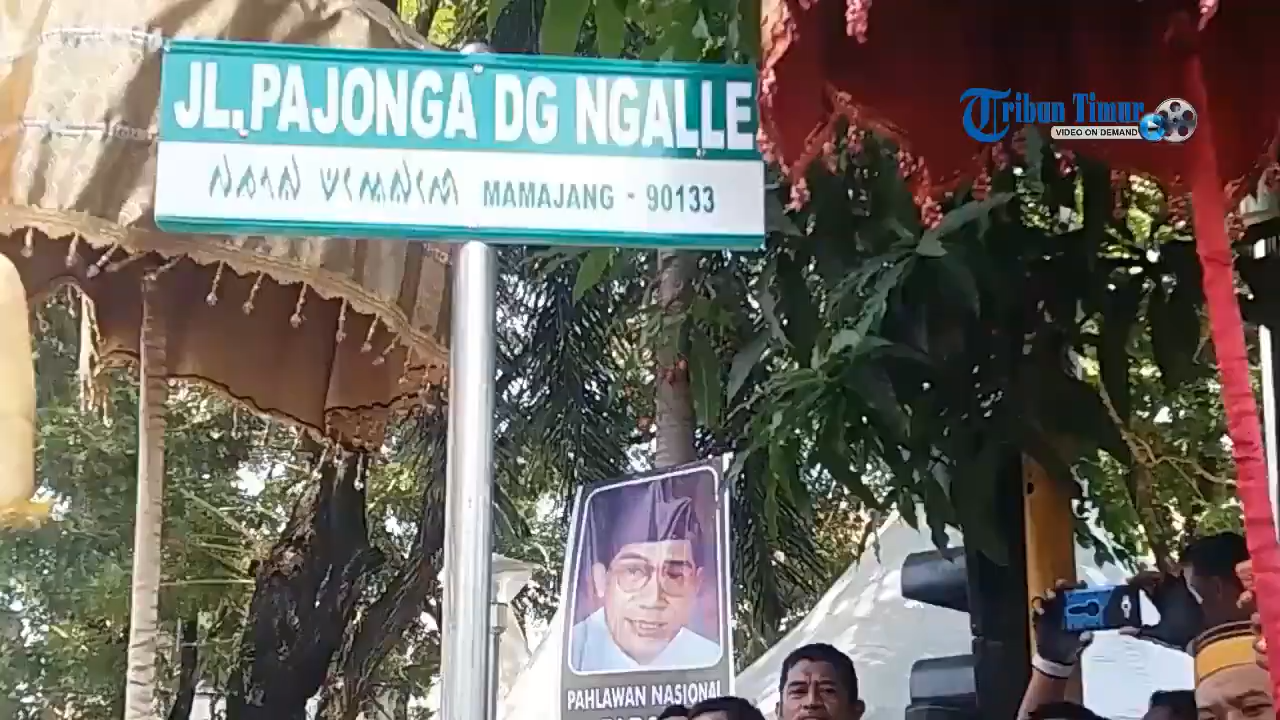 JL.PAJONGA DG NGALLE
MAMAJANG - 90133
Tribun Timur
VIDEO ON DEMAND
PAHLAWAN NASIONAL